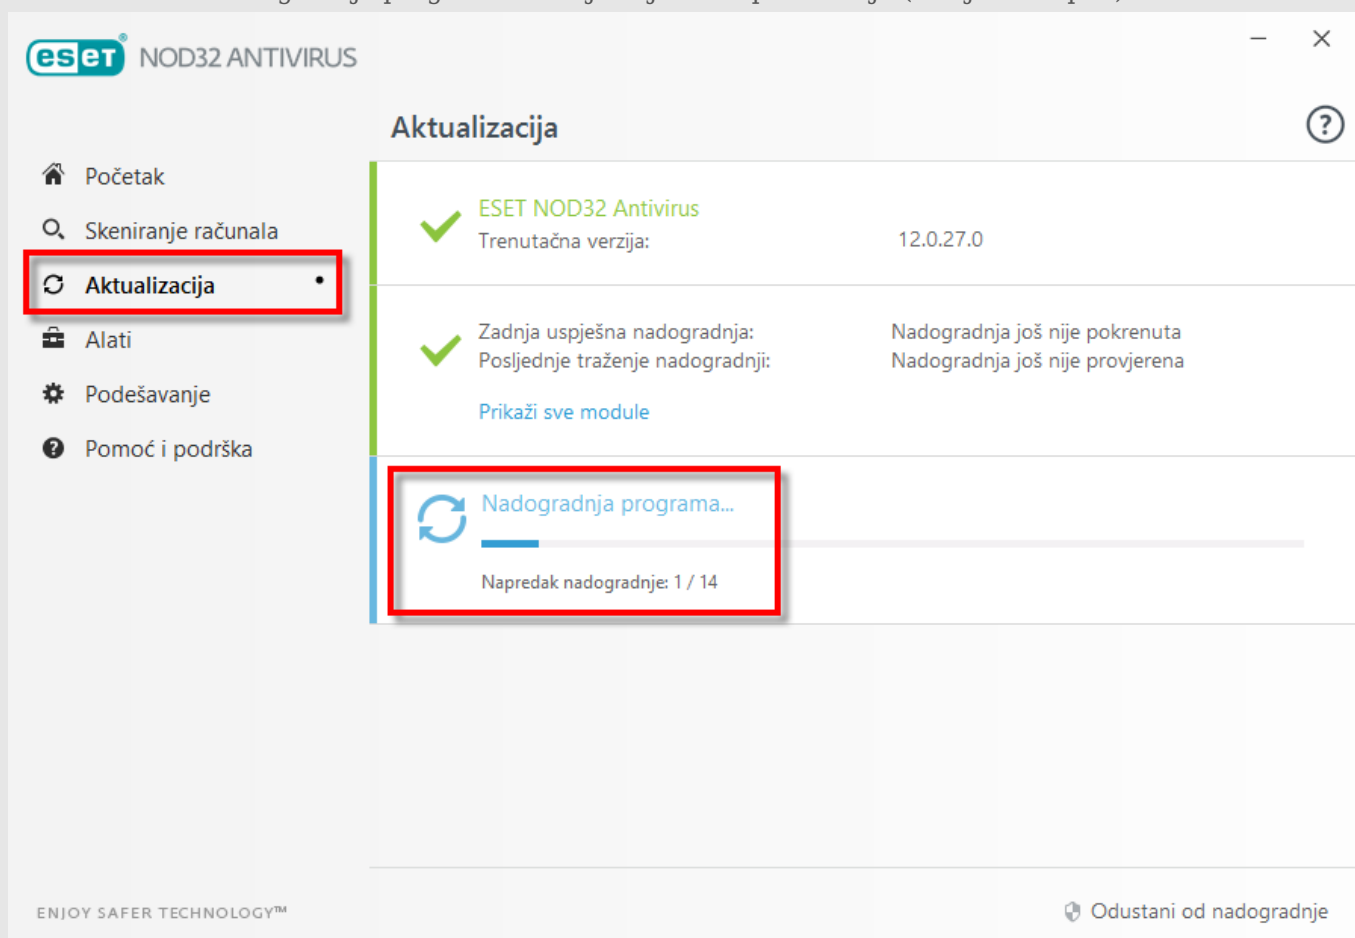 eset NOD32 ANTIVIRUS
Aktualizacija
Početak
Skeniranje računala
Aktualizacija
Alati
Podešavanje
Pomoć i podrška
ESET NOD32 Antivirus
Trenutačna verzija: 12.0.27.0
Zadnja uspješna nadogradnja: Nadogradnja još nije pokrenuta
Posljednje traženje nadogradnji: Nadogradnja još nije provjerena
Prikaži sve module
Nadogradnja programa...
Napredak nadogradnje: 1 / 14
ENJOY SAFER TECHNOLOGY™
Odustani od nadogradnje